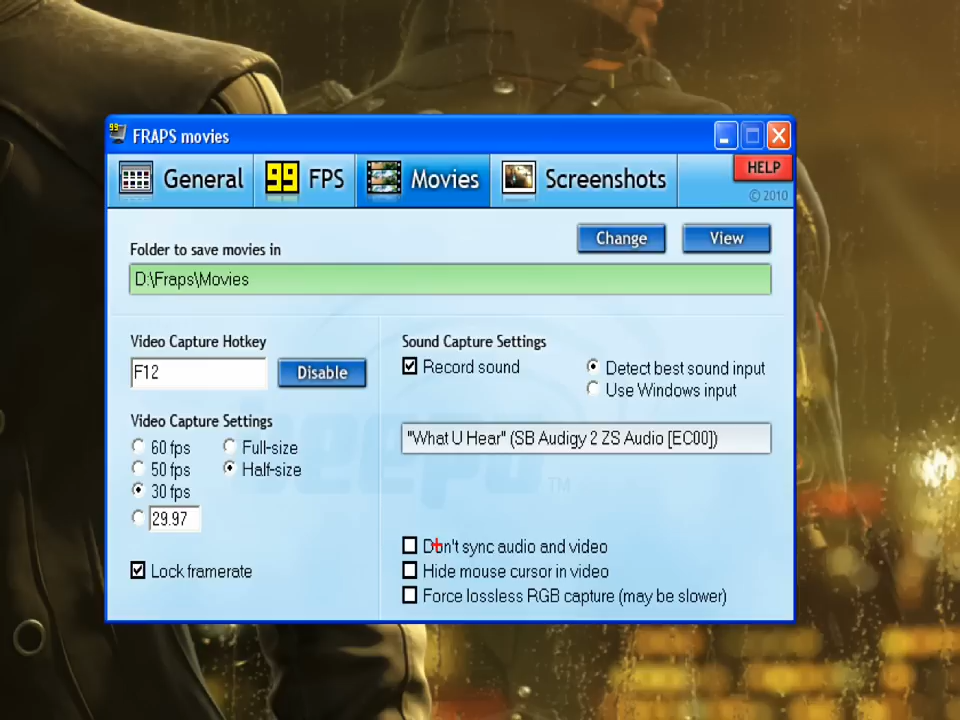 99
FRAPS movies
General
99 FPS
Movies
Screenshots
HELP
© 2010
Change
View
Folder to save movies in
D:\Fraps\Movies
Video Capture Hotkey
F12
Disable
Video Capture Settings
60 fps
Full-size
50 fps
Half-size
30 fps
29.97
Lock framerate
Sound Capture Settings
Record sound
Detect best sound input
Use Windows input
"What U Hear" (SB Audigy 2 ZS Audio [EC00])
beepa ™
Don't sync audio and video
Hide mouse cursor in video
Force lossless RGB capture (may be slower)